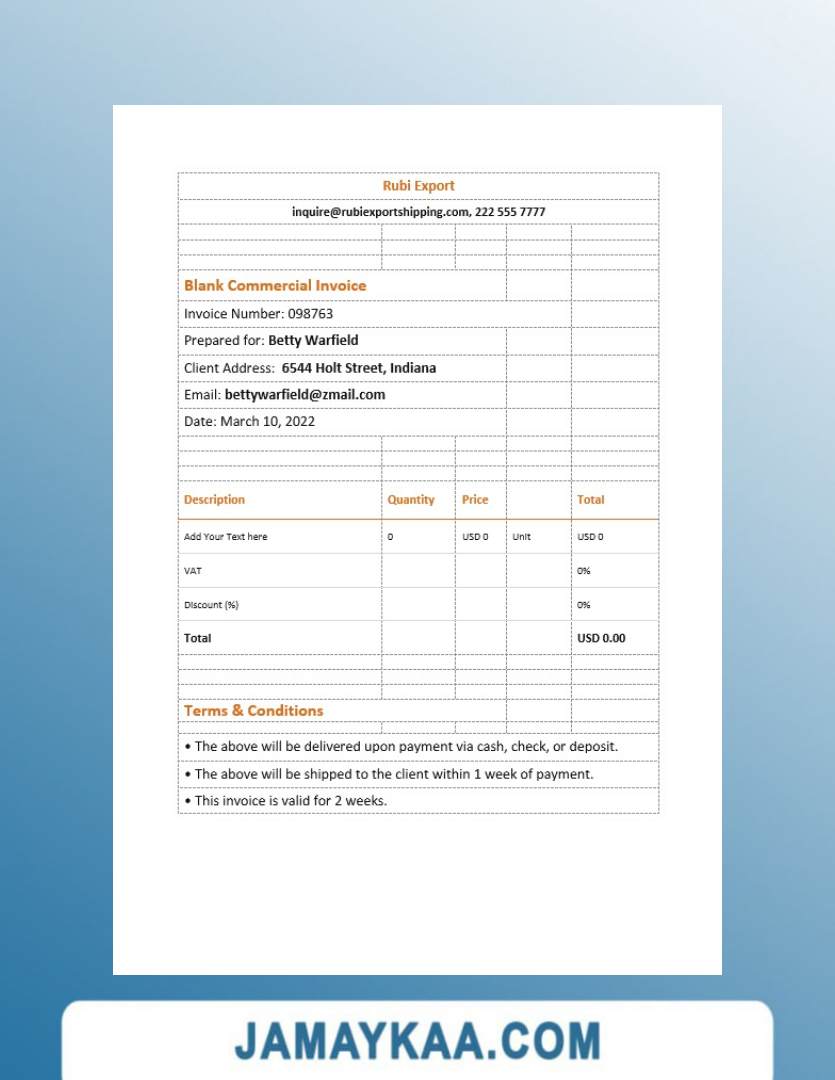 Rubi Export
inquire@rubiexportshipping.com, 222 555 7777
Blank Commercial Invoice
Invoice Number: 098763
Prepared for: Betty Warfield
Client Address: 6544 Holt Street, Indiana
Email: bettywarfield@zmail.com
Date: March 10, 2022
Description Quantity Price Total
Add Your Text here 0 USD 0 Unit USD 0
VAT 0%
Discount (%) 0%
Total USD 0.00
Terms & Conditions
• The above will be delivered upon payment via cash, check, or deposit.
• The above will be shipped to the client within 1 week of payment.
• This invoice is valid for 2 weeks.
JAMAYKAA.COM